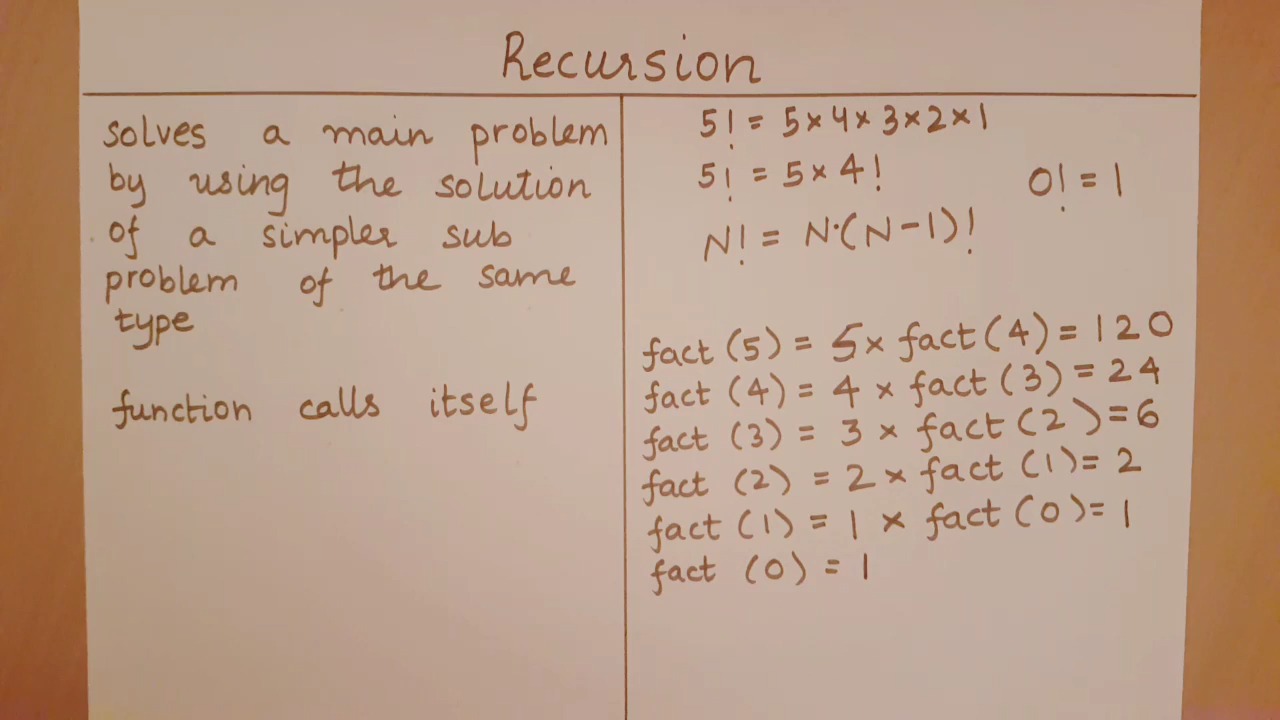 Recursion
solves a main problem
by using the solution
of a simpler sub
problem of the same
type
function calls itself
5! = 5 × 4 × 3 × 2 × 1
5! = 5 × 4!
0! = 1
N! = N·(N-1)!
fact (5) = 5 × fact (4) = 120
fact (4) = 4 × fact (3) = 24
fact (3) = 3 × fact (2) = 6
fact (2) = 2 × fact (1) = 2
fact (1) = 1 × fact (0) = 1
fact (0) = 1